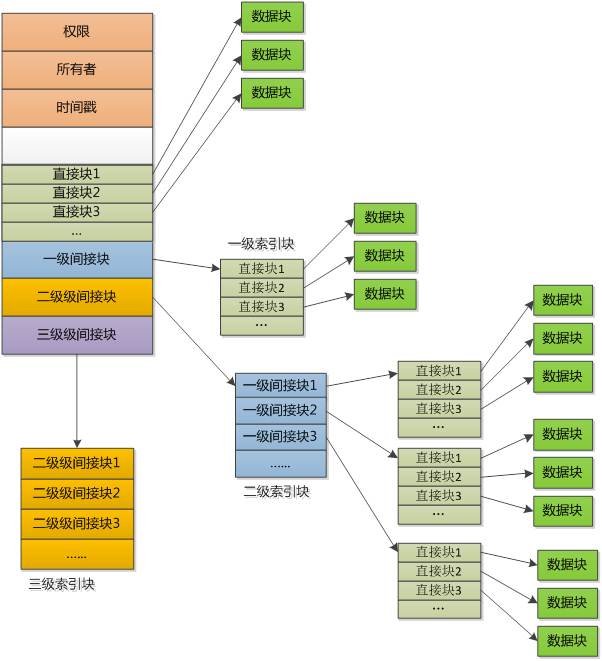 权限
所有者
时间戳
直接块1
直接块2
直接块3
...
一级间接块
二级级间接块
三级级间接块
数据块
数据块
数据块
一级索引块
直接块1
直接块2
直接块3
...
数据块
数据块
数据块
一级间接块1
一级间接块2
一级间接块3
......
二级索引块
直接块1
直接块2
直接块3
...
数据块
数据块
数据块
直接块1
直接块2
直接块3
...
数据块
数据块
数据块
直接块1
直接块2
直接块3
...
数据块
数据块
数据块
二级级间接块1
二级级间接块2
二级级间接块3
......
三级索引块